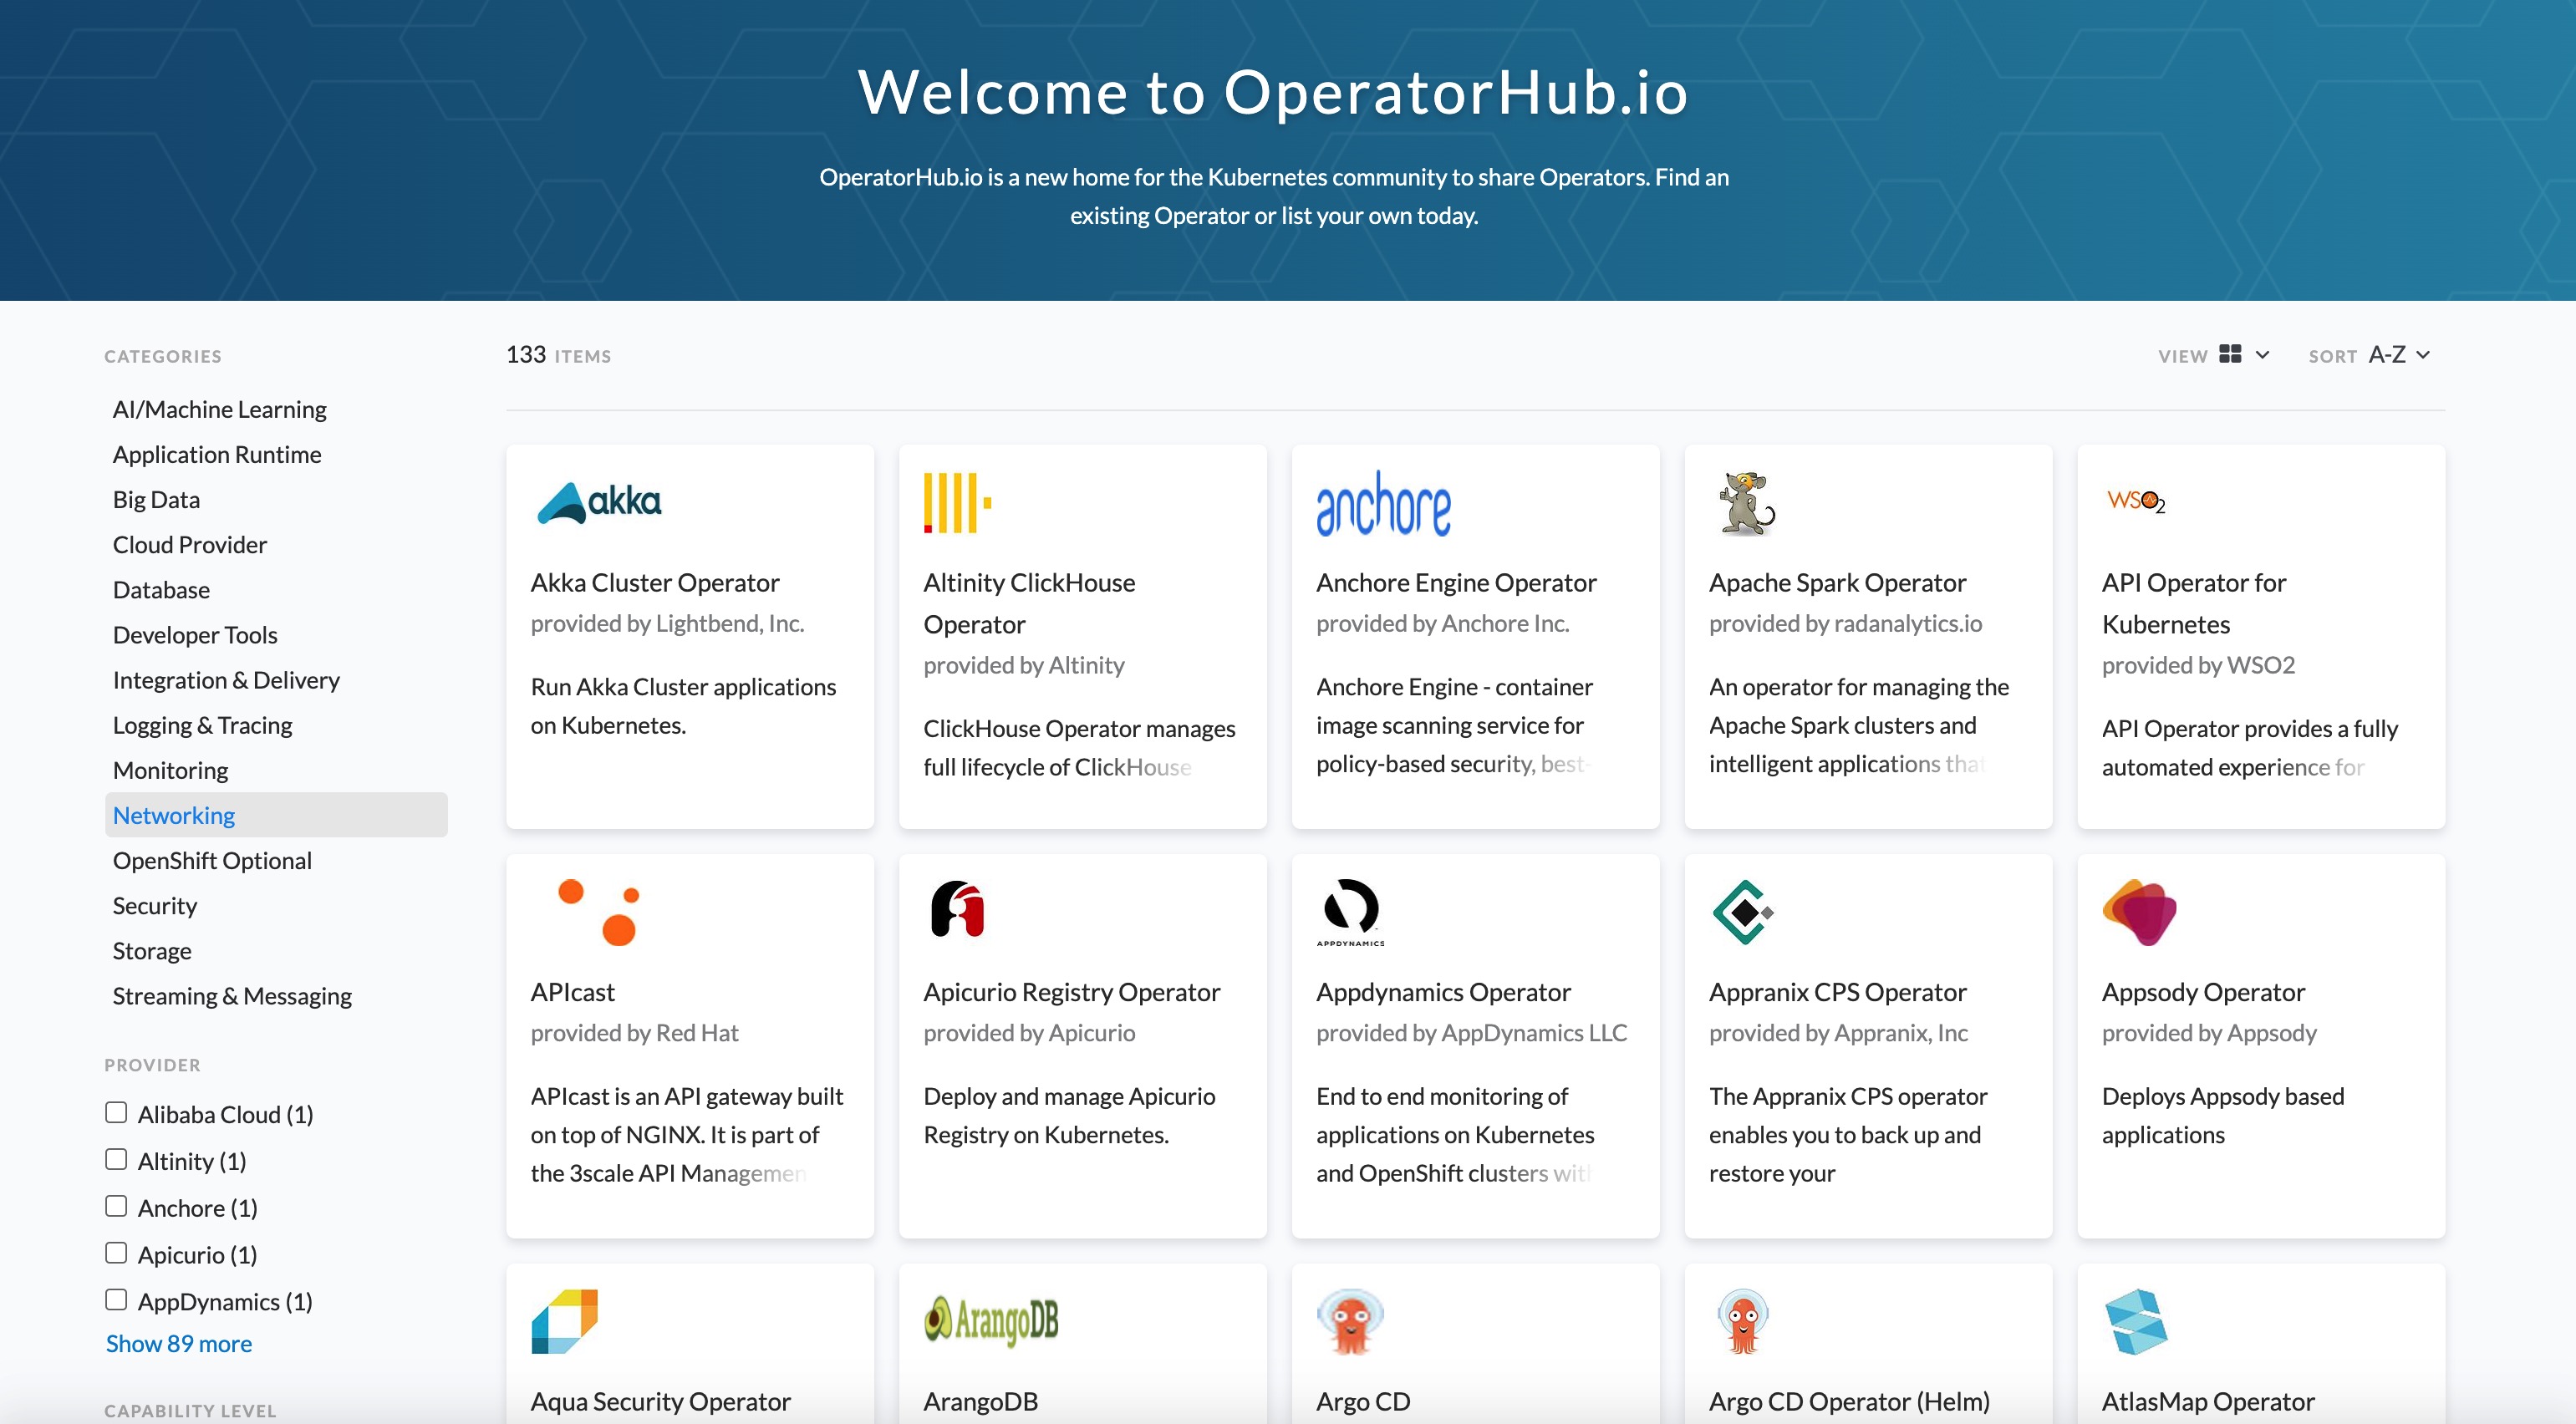 Welcome to OperatorHub.io
OperatorHub.io is a new home for the Kubernetes community to share Operators. Find an
existing Operator or list your own today.
CATEGORIES
AI/Machine Learning
Application Runtime
Big Data
Cloud Provider
Database
Developer Tools
Integration & Delivery
Logging & Tracing
Monitoring
Networking
OpenShift Optional
Security
Storage
Streaming & Messaging
PROVIDER
Alibaba Cloud (1)
Altinity (1)
Anchore (1)
Apicurio (1)
AppDynamics (1)
Show 89 more
CAPABILITY LEVEL
133 ITEMS
VIEW
SORT A-Z
akka
Akka Cluster Operator
provided by Lightbend, Inc.
Run Akka Cluster applications
on Kubernetes.
Altinity ClickHouse
Operator
provided by Altinity
ClickHouse Operator manages
full lifecycle of ClickHouse
anchore
Anchore Engine Operator
provided by Anchore Inc.
Anchore Engine - container
image scanning service for
policy-based security, best-
Apache Spark Operator
provided by radanalytics.io
An operator for managing the
Apache Spark clusters and
intelligent applications that
WSO2
API Operator for
Kubernetes
provided by WSO2
API Operator provides a fully
automated experience for
APIcast
provided by Red Hat
APIcast is an API gateway built
on top of NGINX. It is part of
the 3scale API Managemen
Apicurio Registry Operator
provided by Apicurio
Deploy and manage Apicurio
Registry on Kubernetes.
APPDYNAMICS
Appdynamics Operator
provided by AppDynamics LLC
End to end monitoring of
applications on Kubernetes
and OpenShift clusters with
Appranix CPS Operator
provided by Appranix, Inc
The Appranix CPS operator
enables you to back up and
restore your
Appsody Operator
provided by Appsody
Deploys Appsody based
applications
Aqua Security Operator
ArangoDB
ArangoDB
Argo CD
Argo CD Operator (Helm)
AtlasMap Operator